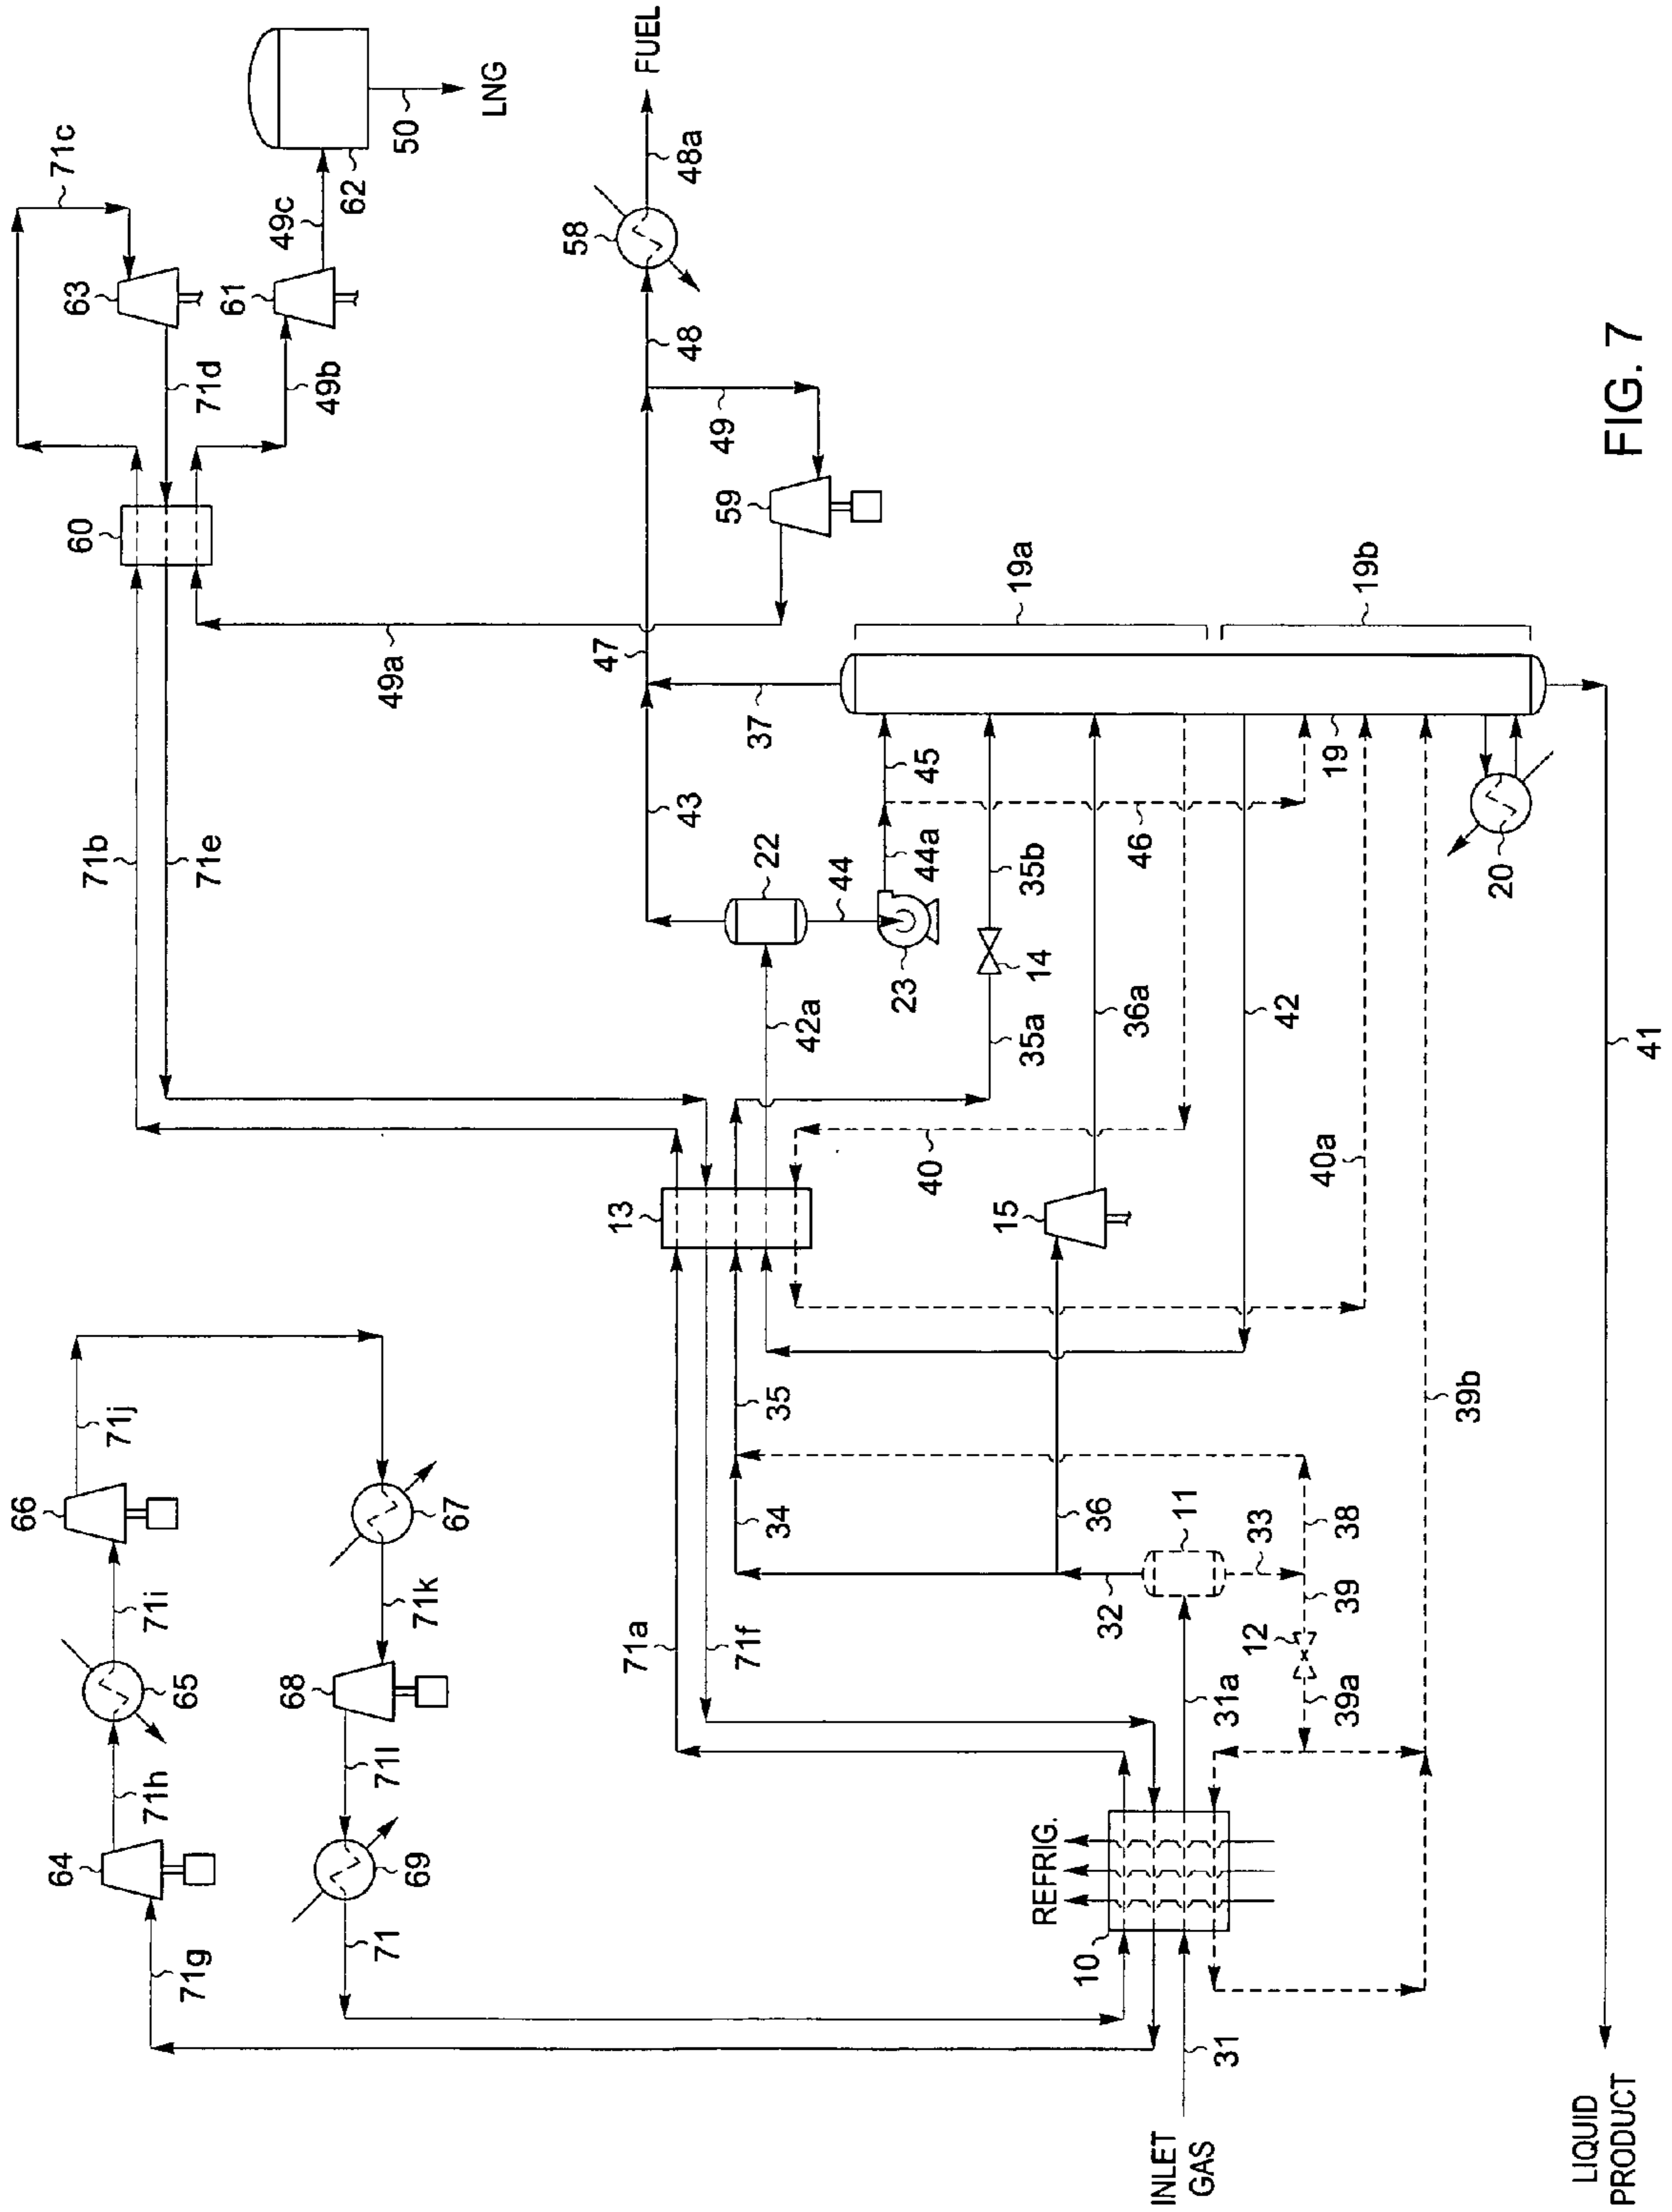 71c
63
71d
60
61
49b
49c
62
50
LNG
71b
71e
49a
58
48a
FUEL
48
49
59
47
37
43
22
44
44a
45
23
42a
35b
14
35a
36a
46
42
40
40a
13
15
19a
19b
19
20
66
71j
71i
65
67
71k
68
71h
64
71l
69
71
71g
71a
71f
35
34
36
11
33
38
32
12
39
39a
31a
39b
REFRIG.
10
31
INLET
GAS
41
LIQUID
PRODUCT
FIG. 7